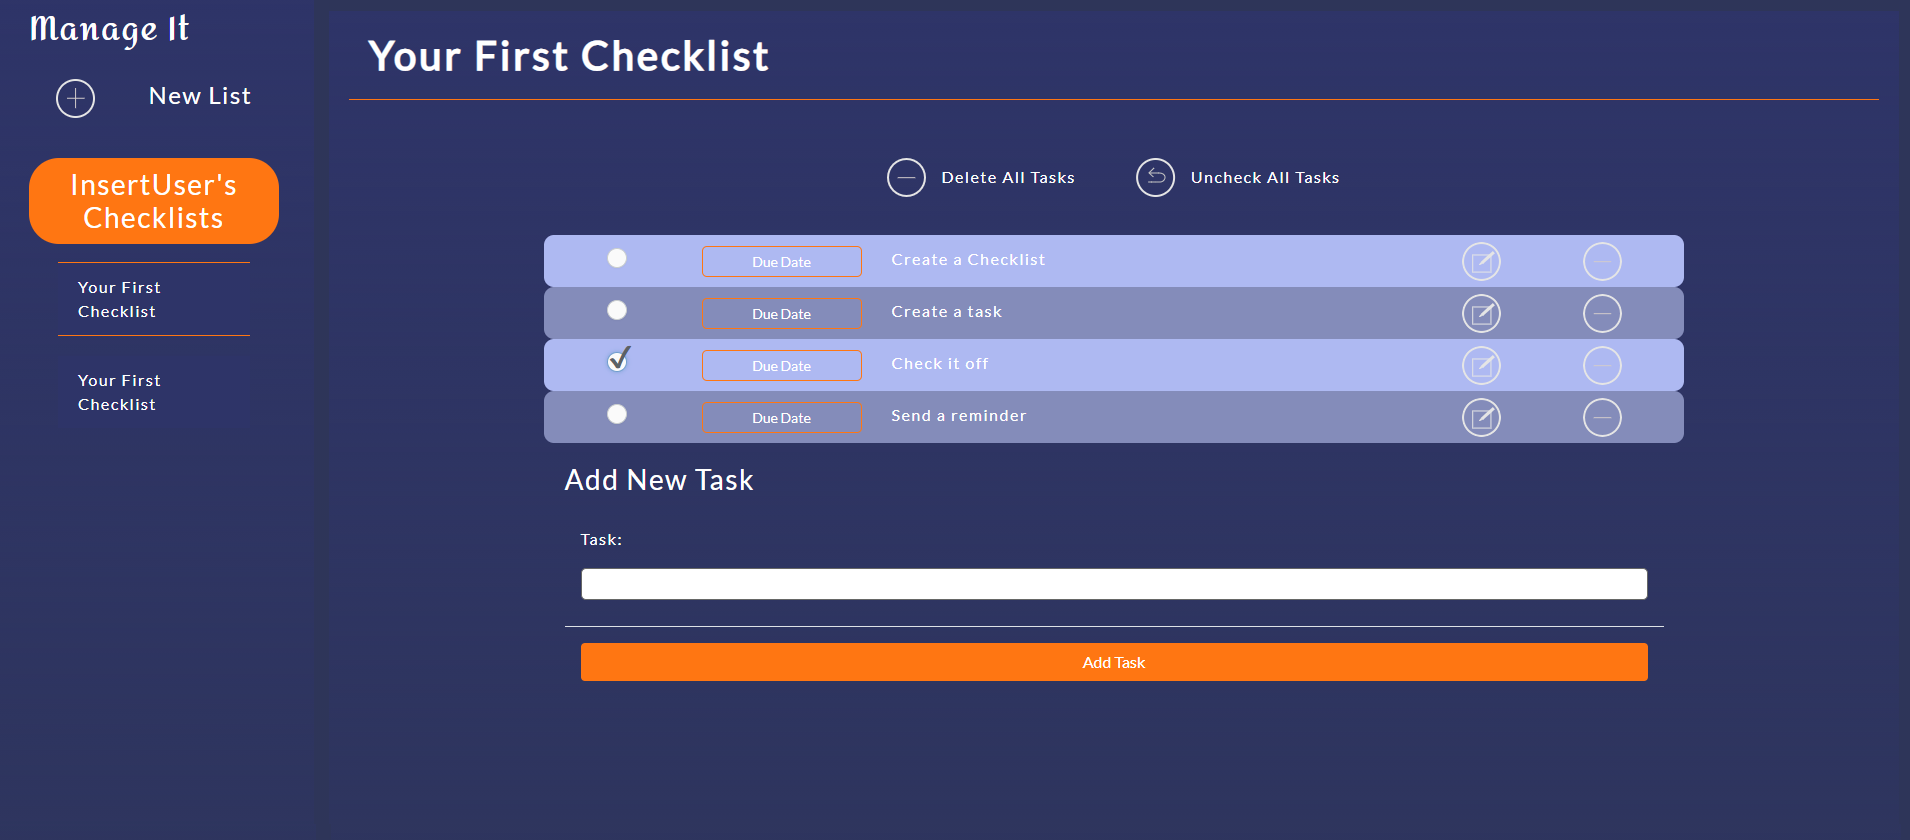 Manage It
New List
InsertUser's
Checklists
Your First
Checklist
Your First
Checklist
Your First Checklist
Delete All Tasks
Uncheck All Tasks
Due Date
Create a Checklist
Due Date
Create a task
Due Date
Check it off
Due Date
Send a reminder
Add New Task
Task:
Add Task